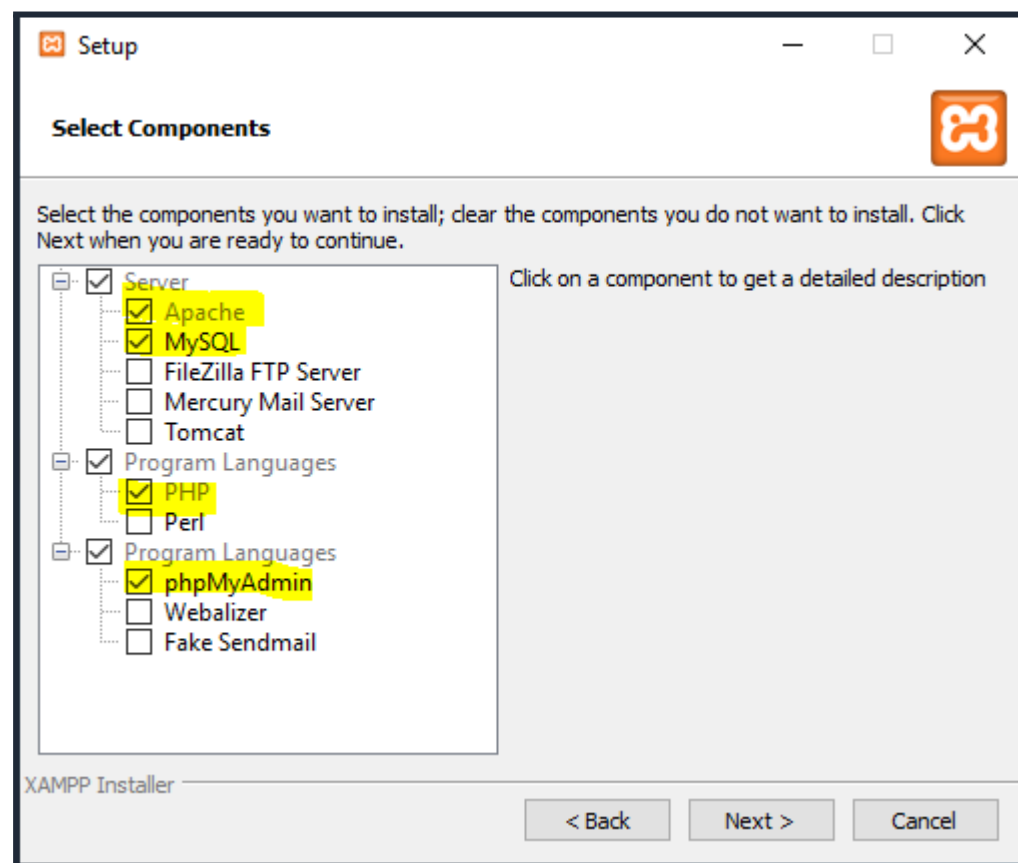 Setup
Select Components
Select the components you want to install; clear the components you do not want to install. Click
Next when you are ready to continue.
Server
Apache
MySQL
FileZilla FTP Server
Mercury Mail Server
Tomcat
Program Languages
PHP
Perl
Program Languages
phpMyAdmin
Webalizer
Fake Sendmail
Click on a component to get a detailed description
XAMPP Installer
< Back
Next >
Cancel